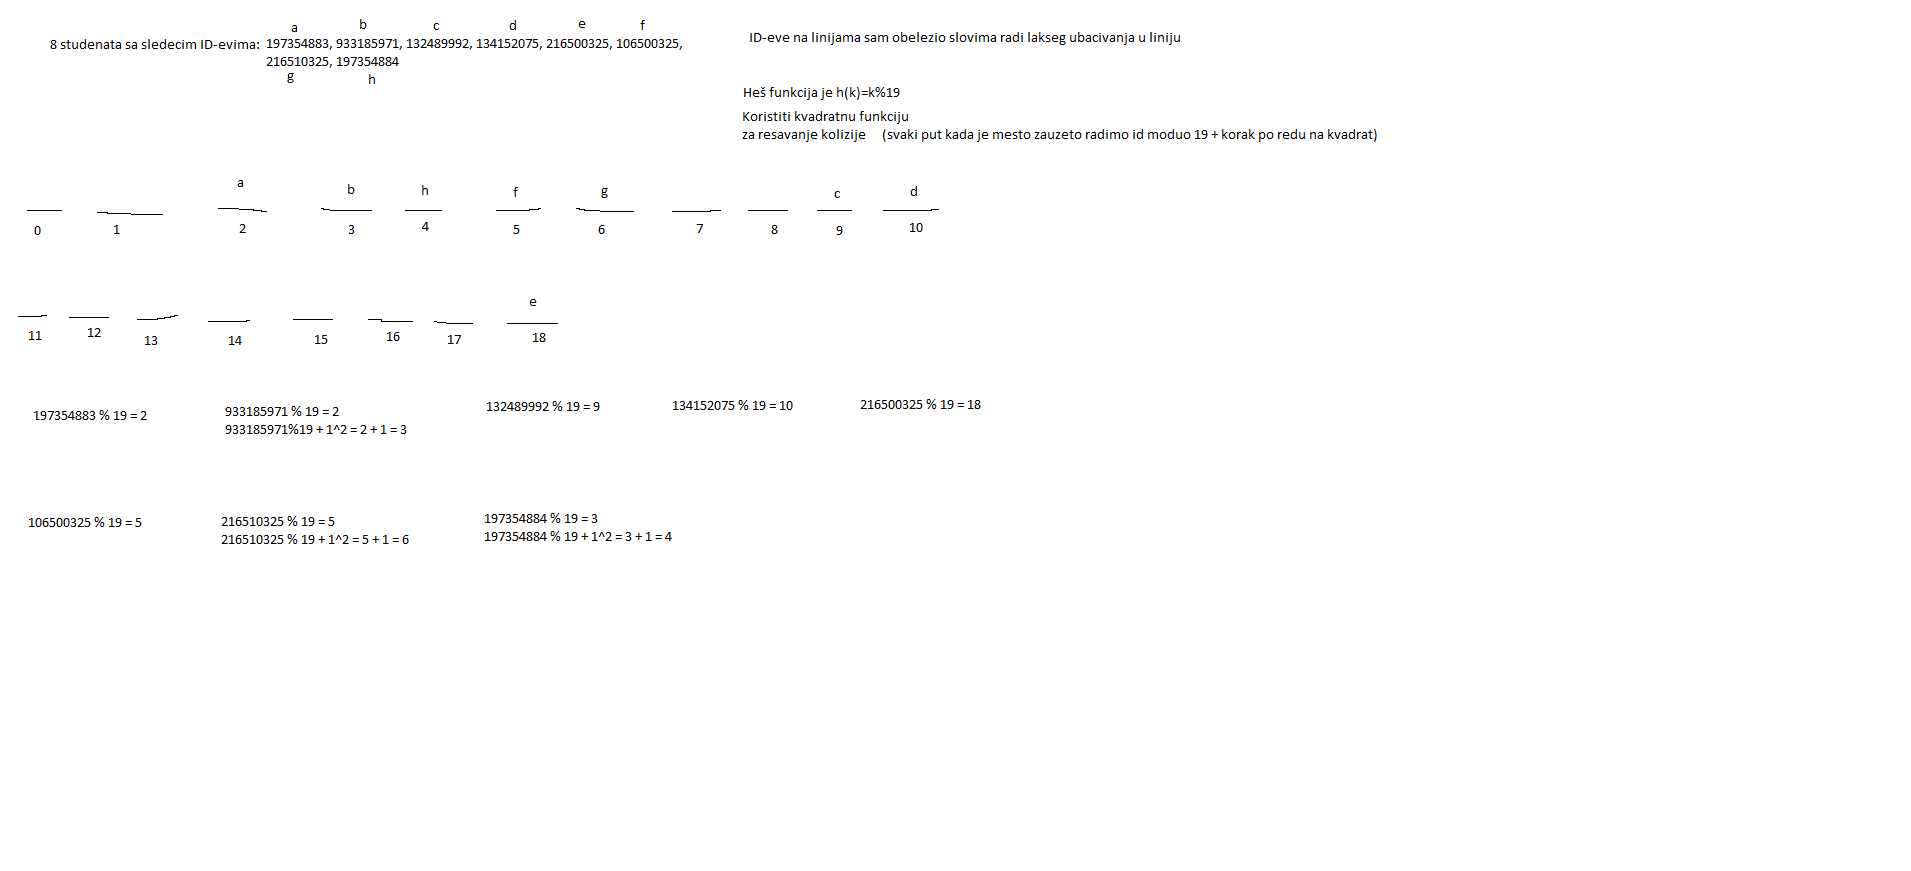 a b c d e f
8 studenata sa sledecim ID-evima: 197354883, 933185971, 132489992, 134152075, 216500325, 106500325,
216510325, 197354884
g h
ID-eve na linijama sam obelezio slovima radi lakseg ubacivanja u liniju
Heš funkcija je h(k)=k%19
Koristiti kvadratnu funkciju
za resavanje kolizije (svaki put kada je mesto zauzeto radimo id moduo 19 + korak po redu na kvadrat)
a b h f g c d
0 1 2 3 4 5 6 7 8 9 10
e
11 12 13 14 15 16 17 18
197354883 % 19 = 2
933185971 % 19 = 2
933185971%19 + 1^2 = 2 + 1 = 3
132489992 % 19 = 9
134152075 % 19 = 10
216500325 % 19 = 18
106500325 % 19 = 5
216510325 % 19 = 5
216510325 % 19 + 1^2 = 5 + 1 = 6
197354884 % 19 = 3
197354884 % 19 + 1^2 = 3 + 1 = 4